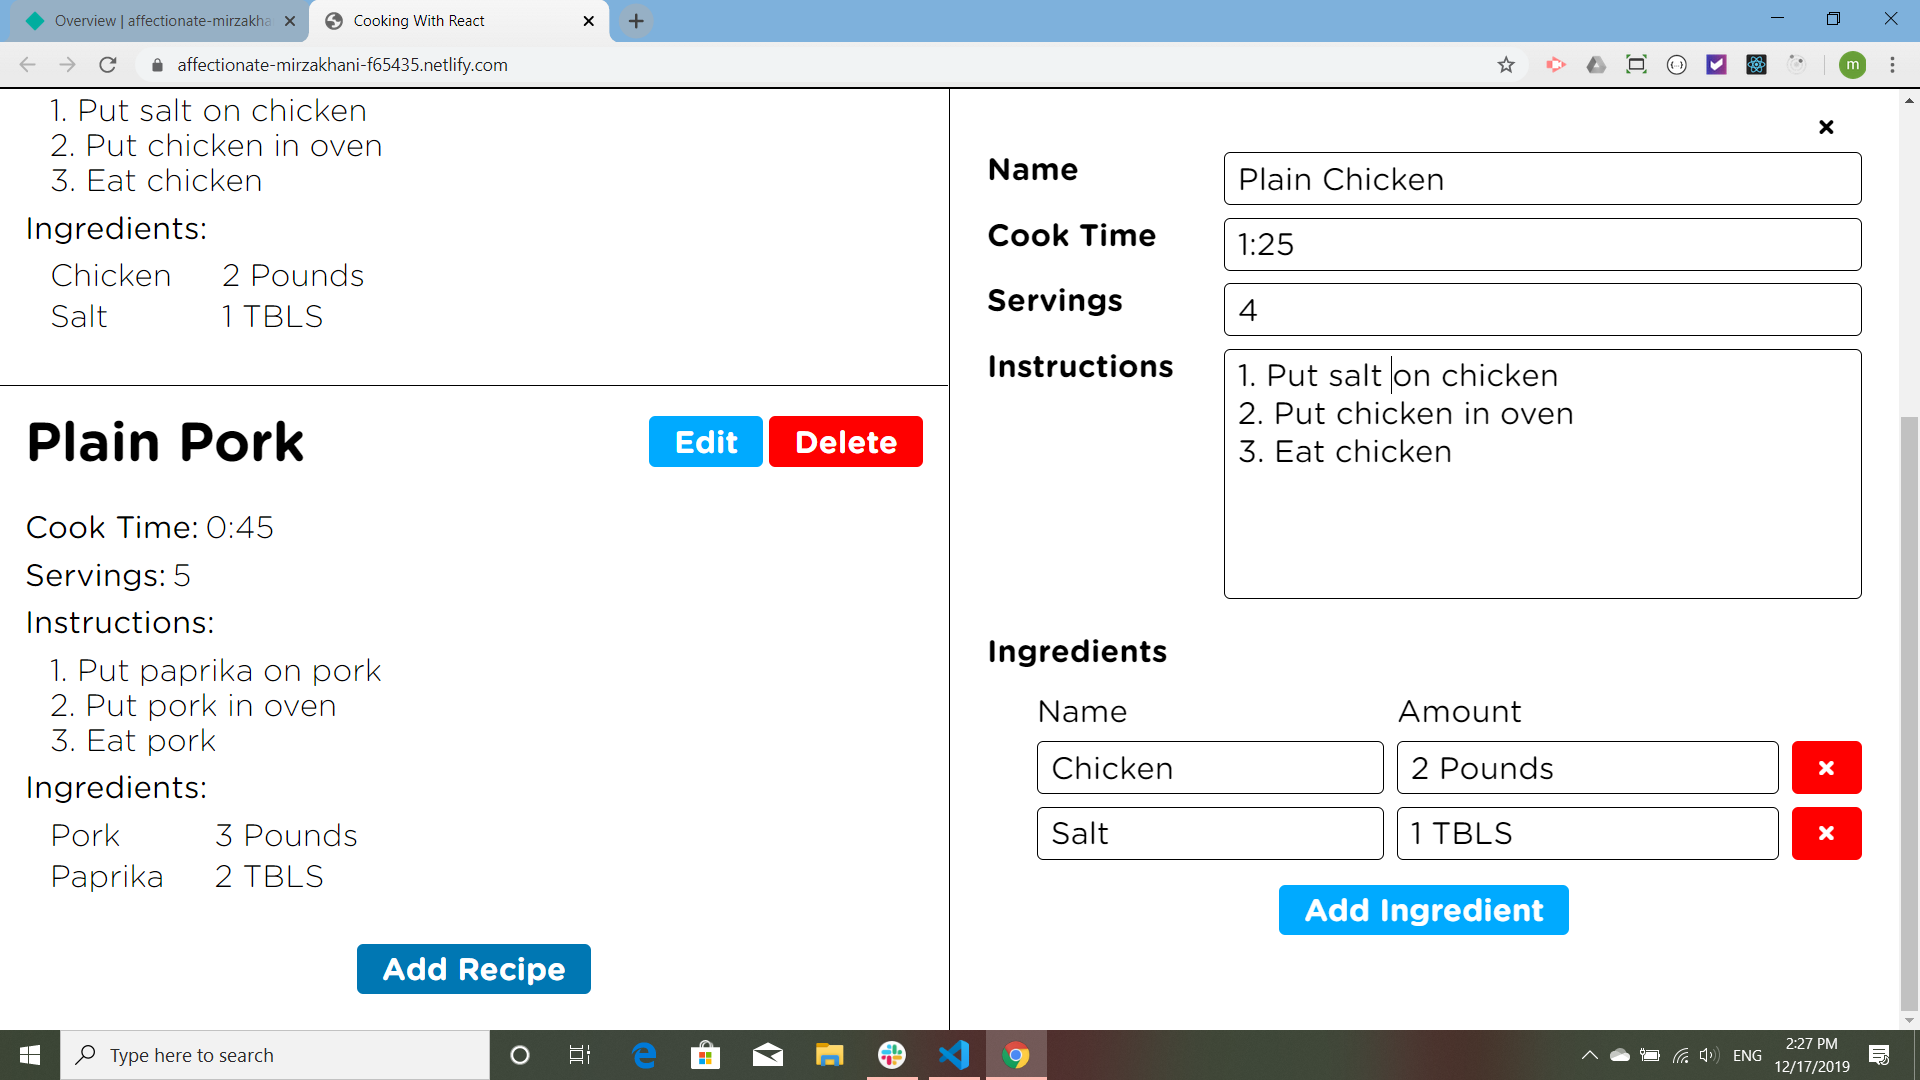 Overview | affectionate-mirzakha
Cooking With React
affectionate-mirzakhani-f65435.netlify.com
m
1. Put salt on chicken
2. Put chicken in oven
3. Eat chicken
Ingredients:
Chicken 2 Pounds
Salt 1 TBLS
Plain Pork
Edit
Delete
Cook Time: 0:45
Servings: 5
Instructions:
1. Put paprika on pork
2. Put pork in oven
3. Eat pork
Ingredients:
Pork 3 Pounds
Paprika 2 TBLS
Add Recipe
Name
Plain Chicken
Cook Time
1:25
Servings
4
Instructions
1. Put salt on chicken
2. Put chicken in oven
3. Eat chicken
Ingredients
Name Amount
Chicken 2 Pounds
Salt 1 TBLS
Add Ingredient
Type here to search
ENG
2:27 PM
12/17/2019